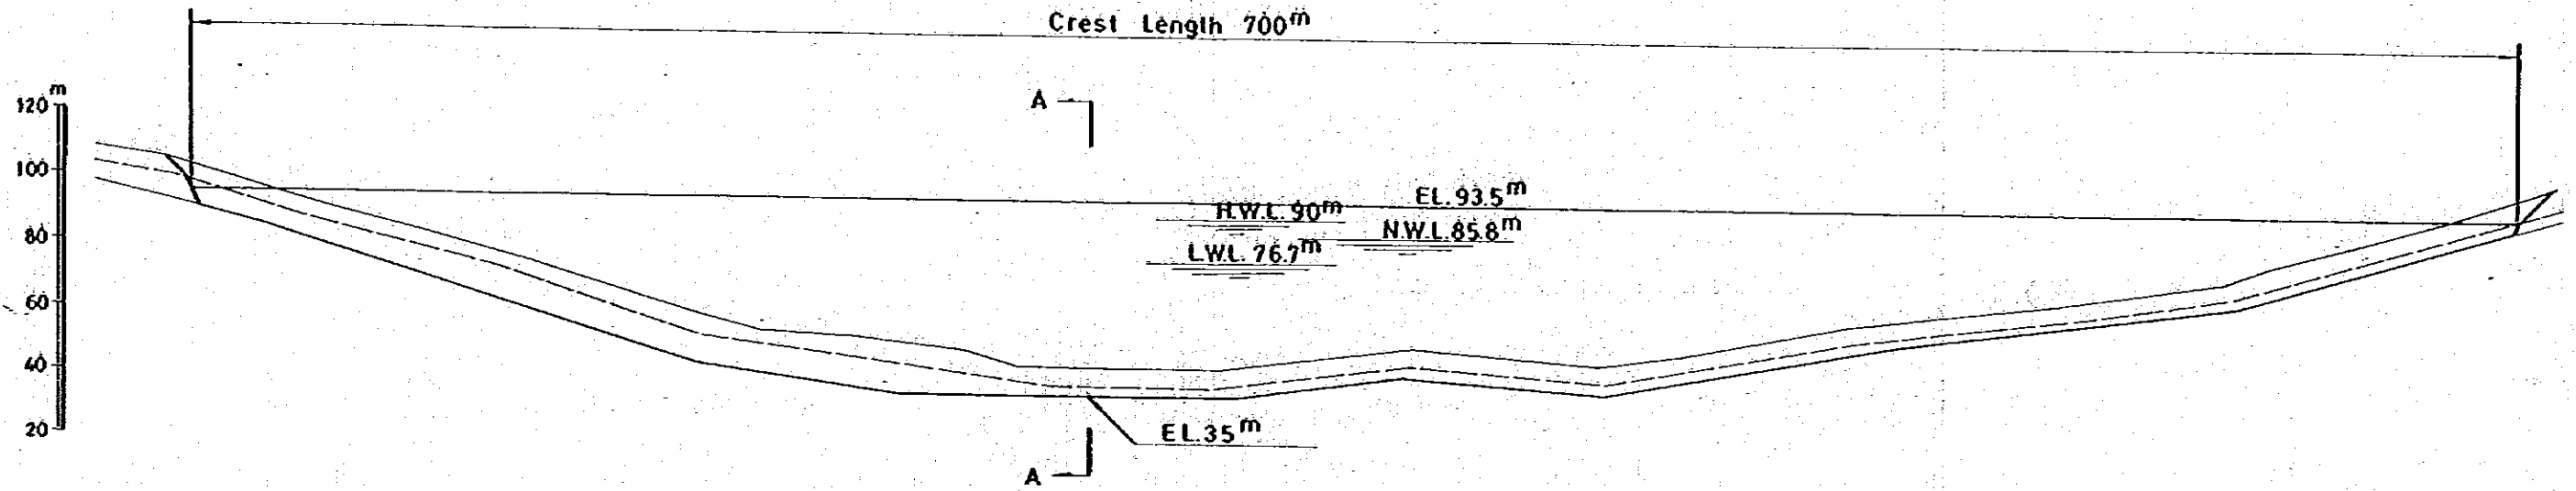 Crest Length 700m
120m
100
80
60
40
20
A
EL.93.5m
H.W.L. 90m
N.W.L.85.8m
L.W.L. 76.7m
EL.35m
A